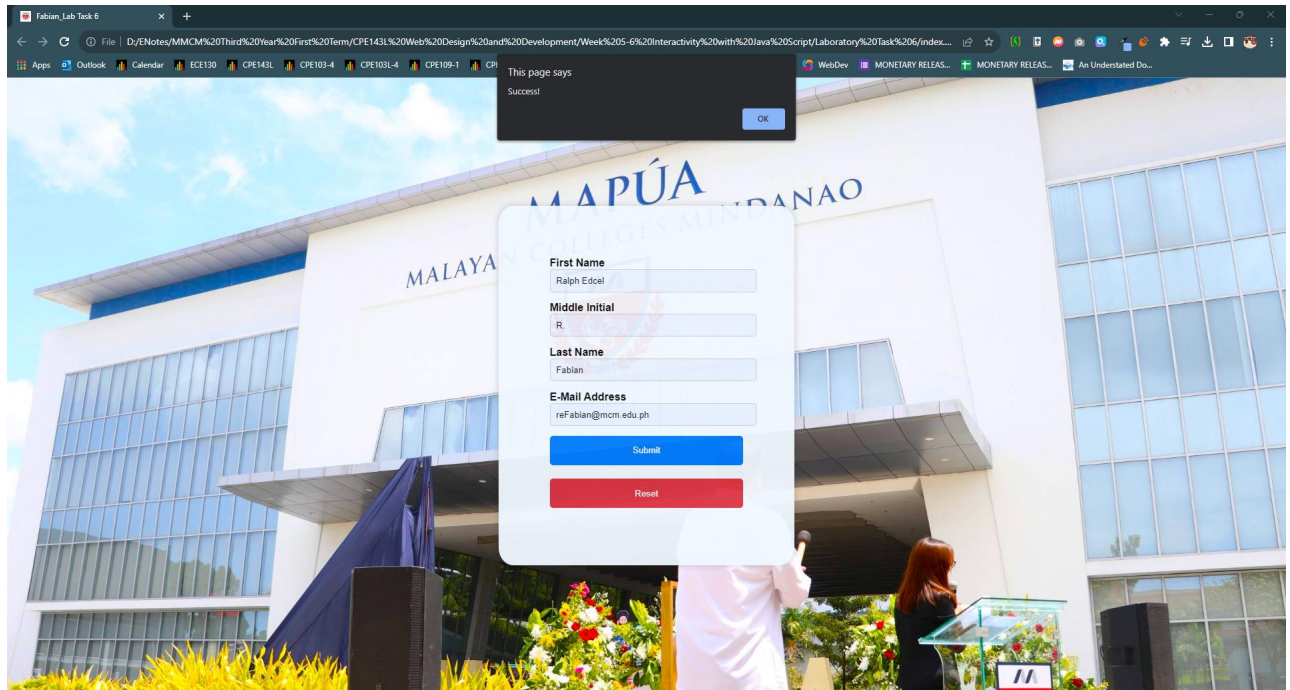 Fabian_Lab Task 6
File | D:/ENotes/MMCM%20Third%20Year%20First%20Term/CPE143L%20Web%20Design%20and%20Development/Week%205-6%20Interactivity%20with%20Java%20Script/Laboratory%20Task%206/index....
Apps Outlook Calendar ECE130 CPE143L CPE103-4 CPE103L-4 CPE109-1 CPE WebDev MONETARY RELEAS... MONETARY RELEAS... An Understated Do...
This page says
Success!
OK
MAPÚA
MALAYAN COLLEGES MINDANAO
First Name
Ralph Edcel
Middle Initial
R.
Last Name
Fabian
E-Mail Address
reFabian@mcm.edu.ph
Submit
Reset